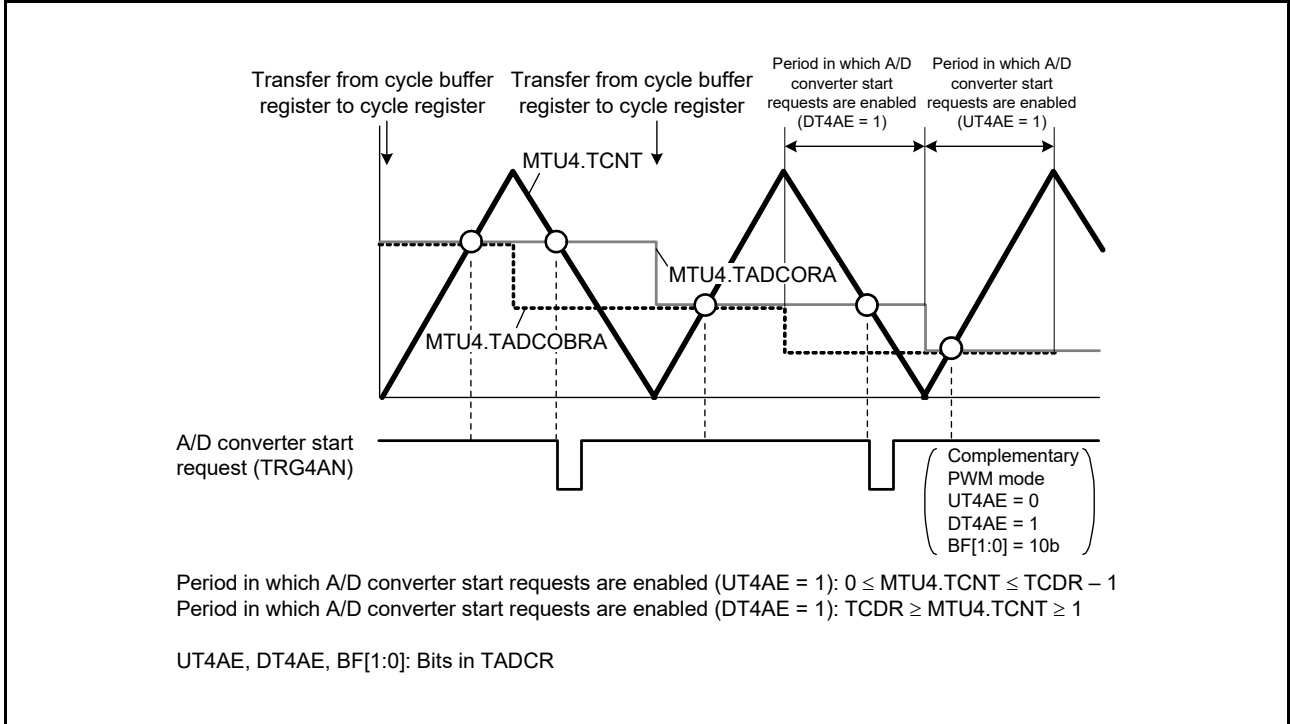 Transfer from cycle buffer
register to cycle register
Transfer from cycle buffer
register to cycle register
Period in which A/D
converter start
requests are enabled
(DT4AE = 1)
Period in which A/D
converter start
requests are enabled
(UT4AE = 1)
MTU4.TCNT
MTU4.TADCORA
MTU4.TADCOBRA
A/D converter start
request (TRG4AN)
Complementary
PWM mode
UT4AE = 0
DT4AE = 1
BF[1:0] = 10b
Period in which A/D converter start requests are enabled (UT4AE = 1): 0 ≤ MTU4.TCNT ≤ TCDR – 1
Period in which A/D converter start requests are enabled (DT4AE = 1): TCDR ≥ MTU4.TCNT ≥ 1
UT4AE, DT4AE, BF[1:0]: Bits in TADCR